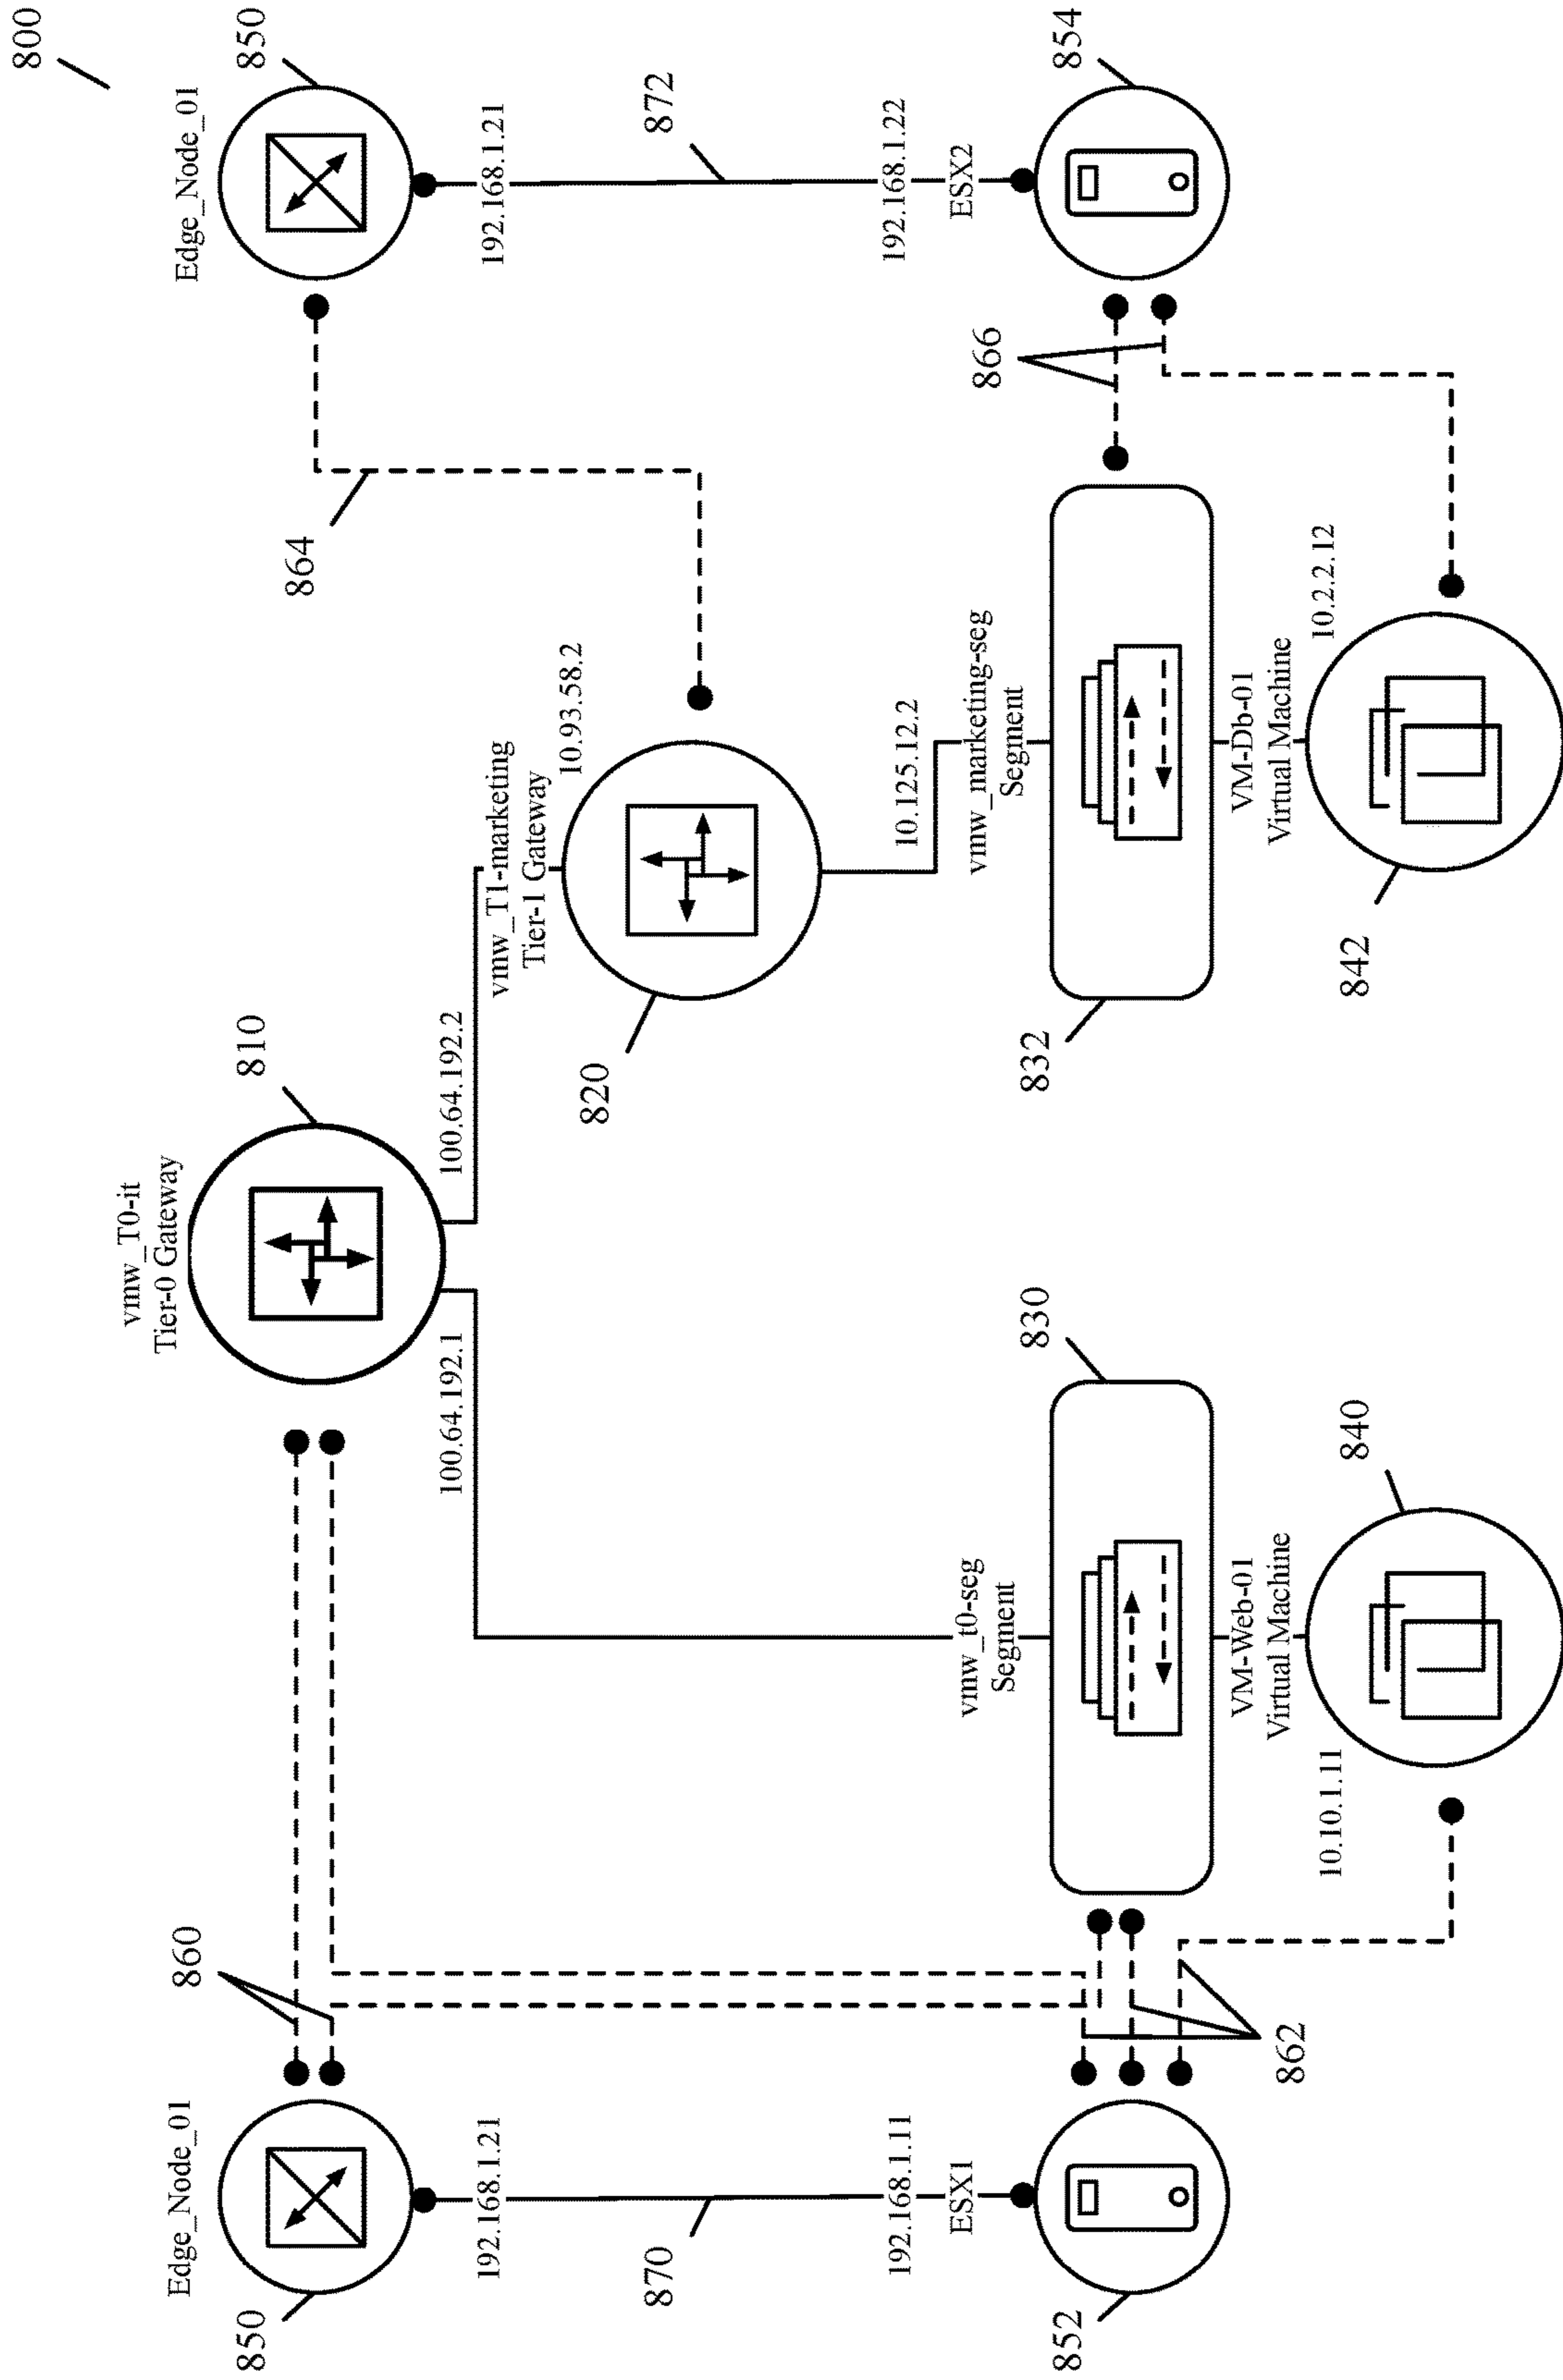 800
vmw_T0-it
Tier-0 Gateway
810
Edge_Node_01
850
860
Edge_Node_01
850
864
192.168.1.21
100.64.192.1
100.64.192.2
192.168.1.21
vmw_T1-marketing
Tier-1 Gateway
10.93.58.2
820
870
872
192.168.1.11
ESX1
852
862
vmw_t0-seg
Segment
830
10.125.12.2
vmw_marketing-seg
Segment
832
866
192.168.1.22
ESX2
854
VM-Web-01
Virtual Machine
10.10.1.11
840
VM-Db-01
Virtual Machine
10.2.2.12
842